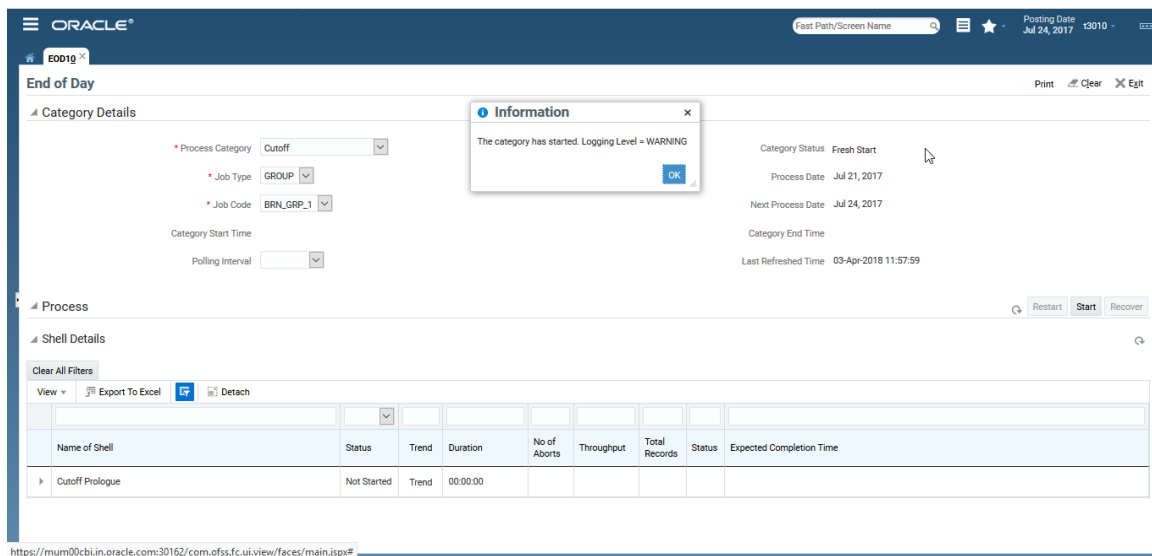 ORACLE®
Fast Path/Screen Name
Posting Date
Jul 24, 2017
t3010
EOD10
End of Day
Print Clear Exit
Category Details
Information
The category has started. Logging Level = WARNING
OK
* Process Category Cutoff
Category Status Fresh Start
* Job Type GROUP
Process Date Jul 21, 2017
* Job Code BRN_GRP_1
Next Process Date Jul 24, 2017
Category Start Time
Category End Time
Polling Interval
Last Refreshed Time 03-Apr-2018 11:57:59
Process
Restart Start Recover
Shell Details
Clear All Filters
View Export To Excel Detach
Name of Shell Status Trend Duration No of Aborts Throughput Total Records Status Expected Completion Time
Cutoff Prologue Not Started Trend 00:00:00
https://mum00cbi.in.oracle.com:30162/com.ofss.fc.ui.view/faces/main.jspx#